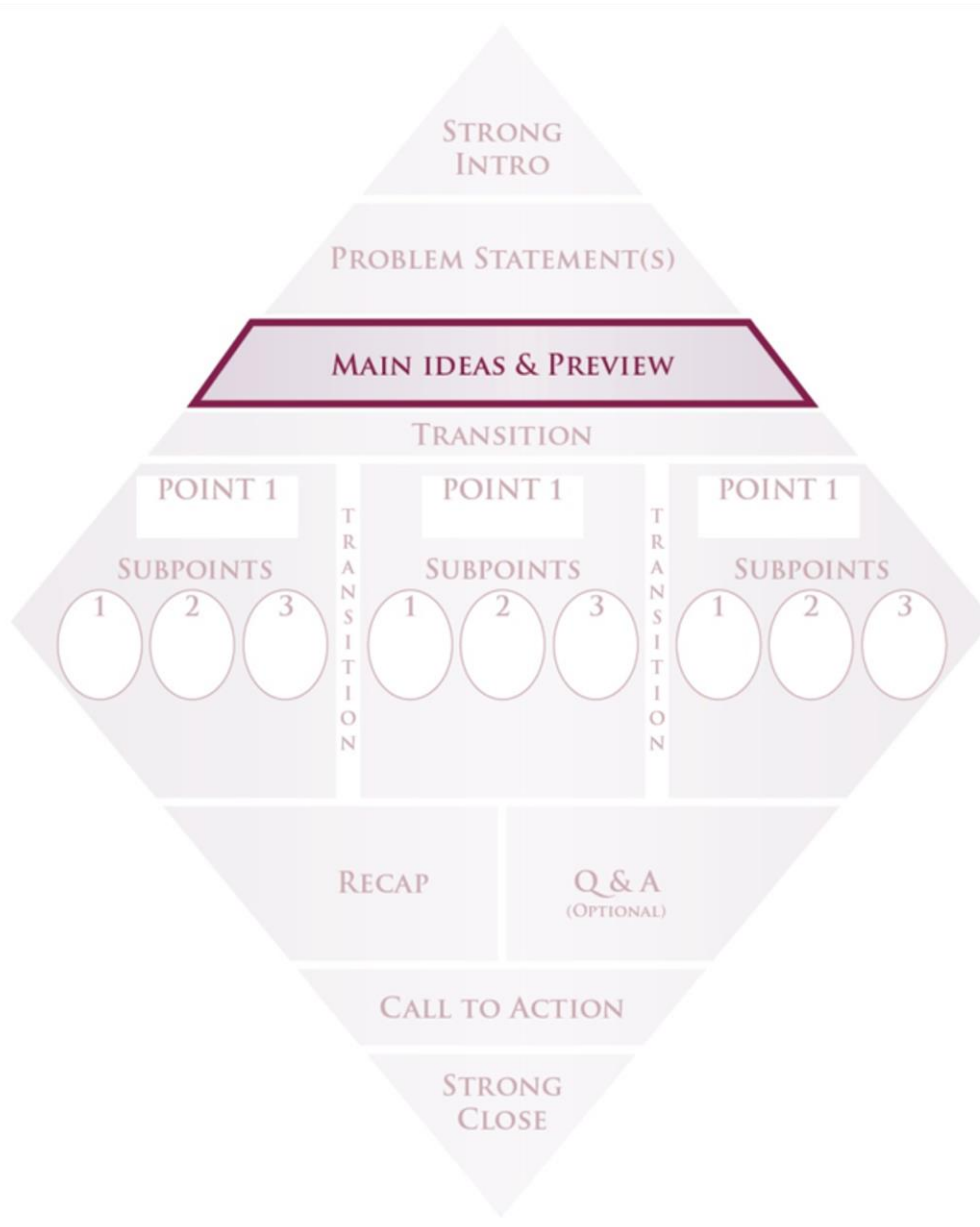 STRONG
INTRO
PROBLEM STATEMENT(S)
MAIN IDEAS & PREVIEW
TRANSITION
POINT 1
SUBPOINTS
1 2 3
TRANSITION
POINT 1
SUBPOINTS
1 2 3
TRANSITION
POINT 1
SUBPOINTS
1 2 3
RECAP
Q & A
(OPTIONAL)
CALL TO ACTION
STRONG
CLOSE